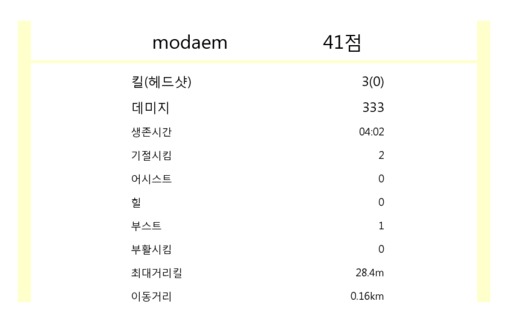 modaem 41점
킬(헤드샷) 3(0)
데미지 333
생존시간 04:02
기절시킴 2
어시스트 0
힐 0
부스트 1
부활시킴 0
최대거리킬 28.4m
이동거리 0.16km